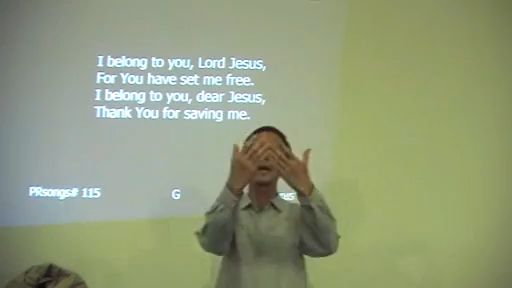 I belong to you, Lord Jesus,
For You have set me free.
I belong to you, dear Jesus,
Thank You for saving me.
PRsongs# 115 G